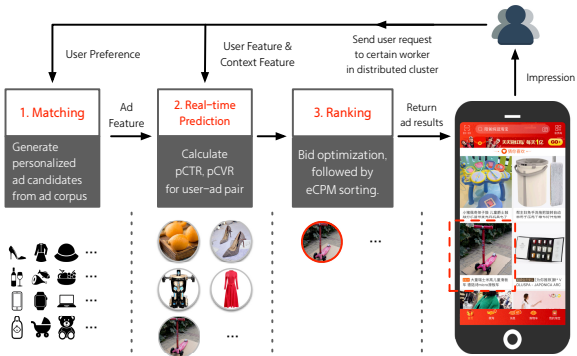 Send user request
to certain worker
in distributed cluster
User Preference
User Feature &
Context Feature
Impression
1. Matching
Ad
Feature
2. Real-time
Prediction
3. Ranking
Return
ad results
Generate
personalized
ad candidates
from ad corpus
Calculate
pCTR, pCVR
for user-ad pair
Bid optimization,
followed by
eCPM sorting.
...
...
...
...
...
...
GO!